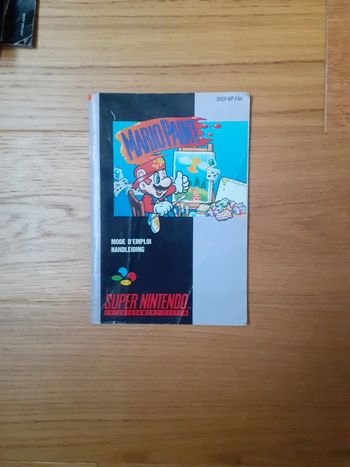 SNSP-MP-FAH
MARIO PAINT
MODE D'EMPLOI
HANDLEIDING
SUPER NINTENDO
ENTERTAINMENT SYSTEM